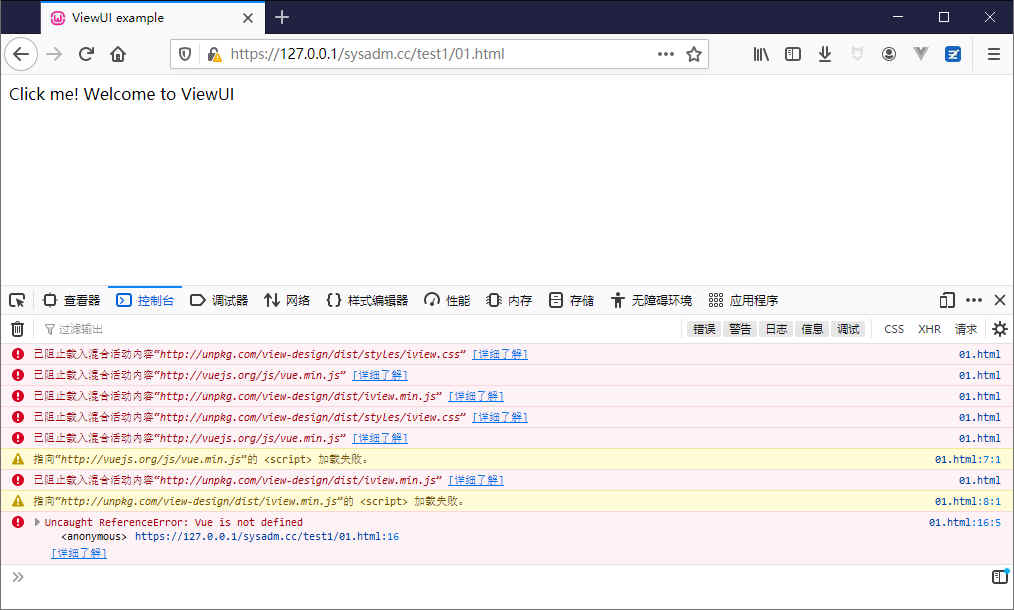 ViewUI example
https://127.0.0.1/sysadm.cc/test1/01.html
Click me! Welcome to ViewUI
查看器 控制台 调试器 网络 样式编辑器 性能 内存 存储 无障碍环境 应用程序
过滤输出 错误 警告 日志 信息 调试 CSS XHR 请求
已阻止载入混合活动内容“http://unpkg.com/view-design/dist/styles/iview.css” [详细了解] 01.html
已阻止载入混合活动内容“http://vuejs.org/js/vue.min.js” [详细了解] 01.html
已阻止载入混合活动内容“http://unpkg.com/view-design/dist/iview.min.js” [详细了解] 01.html
已阻止载入混合活动内容“http://unpkg.com/view-design/dist/styles/iview.css” [详细了解] 01.html
已阻止载入混合活动内容“http://vuejs.org/js/vue.min.js” [详细了解] 01.html
指向“http://vuejs.org/js/vue.min.js”的 <script> 加载失败。 01.html:7:1
已阻止载入混合活动内容“http://unpkg.com/view-design/dist/iview.min.js” [详细了解] 01.html
指向“http://unpkg.com/view-design/dist/iview.min.js”的 <script> 加载失败。 01.html:8:1
Uncaught ReferenceError: Vue is not defined 01.html:16:5
<anonymous> https://127.0.0.1/sysadm.cc/test1/01.html:16
[详细了解]